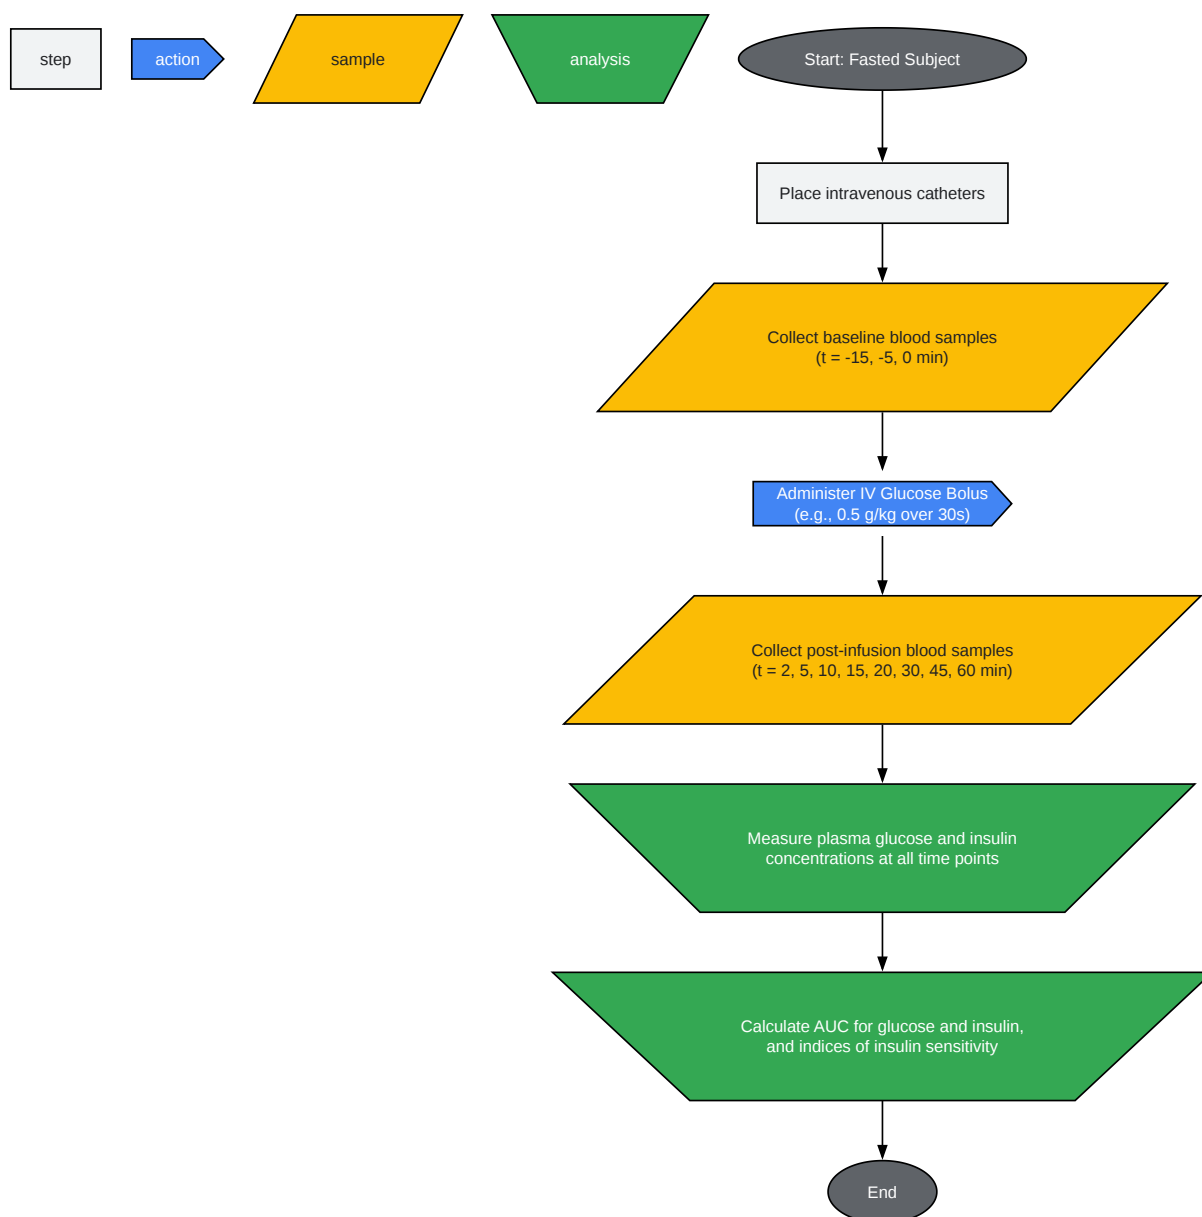 step
action
sample
analysis
Start: Fasted Subject
Place intravenous catheters
Collect baseline blood samples
(t = -15, -5, 0 min)
Administer IV Glucose Bolus
(e.g., 0.5 g/kg over 30s)
Collect post-infusion blood samples
(t = 2, 5, 10, 15, 20, 30, 45, 60 min)
Measure plasma glucose and insulin
concentrations at all time points
Calculate AUC for glucose and insulin,
and indices of insulin sensitivity
End